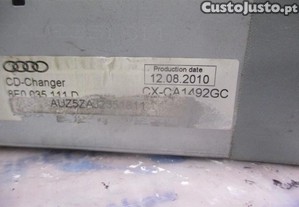 CustoJusto.pt
Production date
12.08.2010
CD-Changer
8E0 035 111 D
CX-CA1492GC